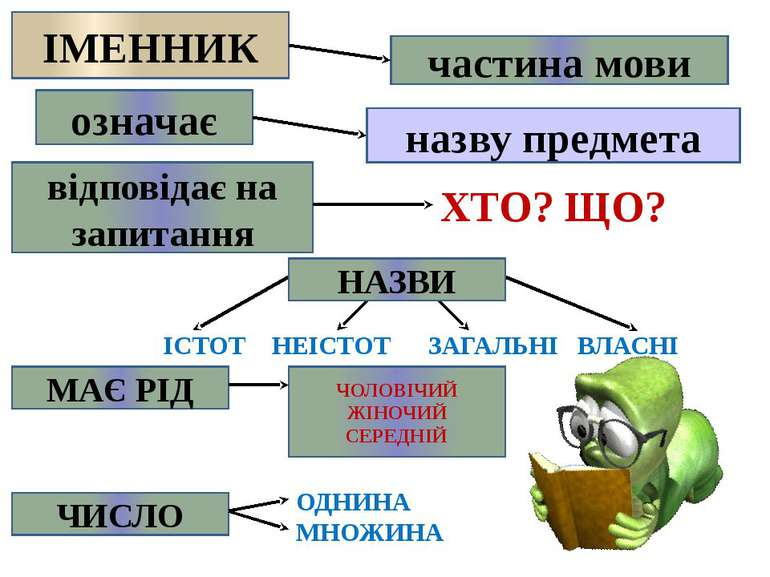 ІМЕННИК
частина мови
означає
назву предмета
відповідає на
запитання
ХТО? ЩО?
НАЗВИ
ІСТОТ НЕІСТОТ ЗАГАЛЬНІ ВЛАСНІ
МАЄ РІД
ЧОЛОВІЧИЙ
ЖІНОЧИЙ
СЕРЕДНІЙ
ЧИСЛО
ОДНИНА
МНОЖИНА